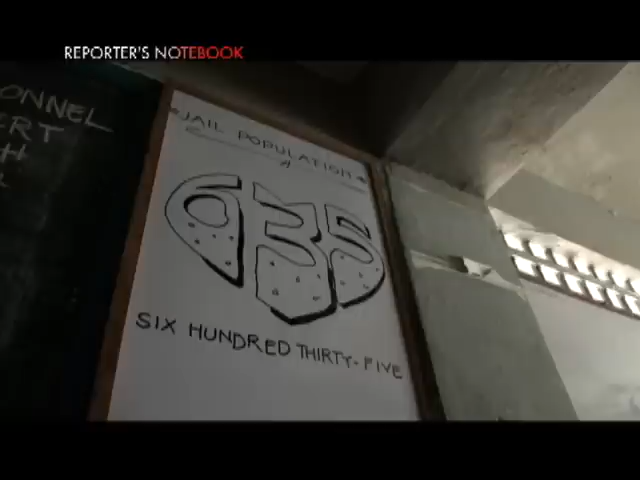 REPORTER'S NOTEBOOK
ONNEL
ERT
JAIL POPULATION
635
SIX HUNDRED THIRTY-FIVE